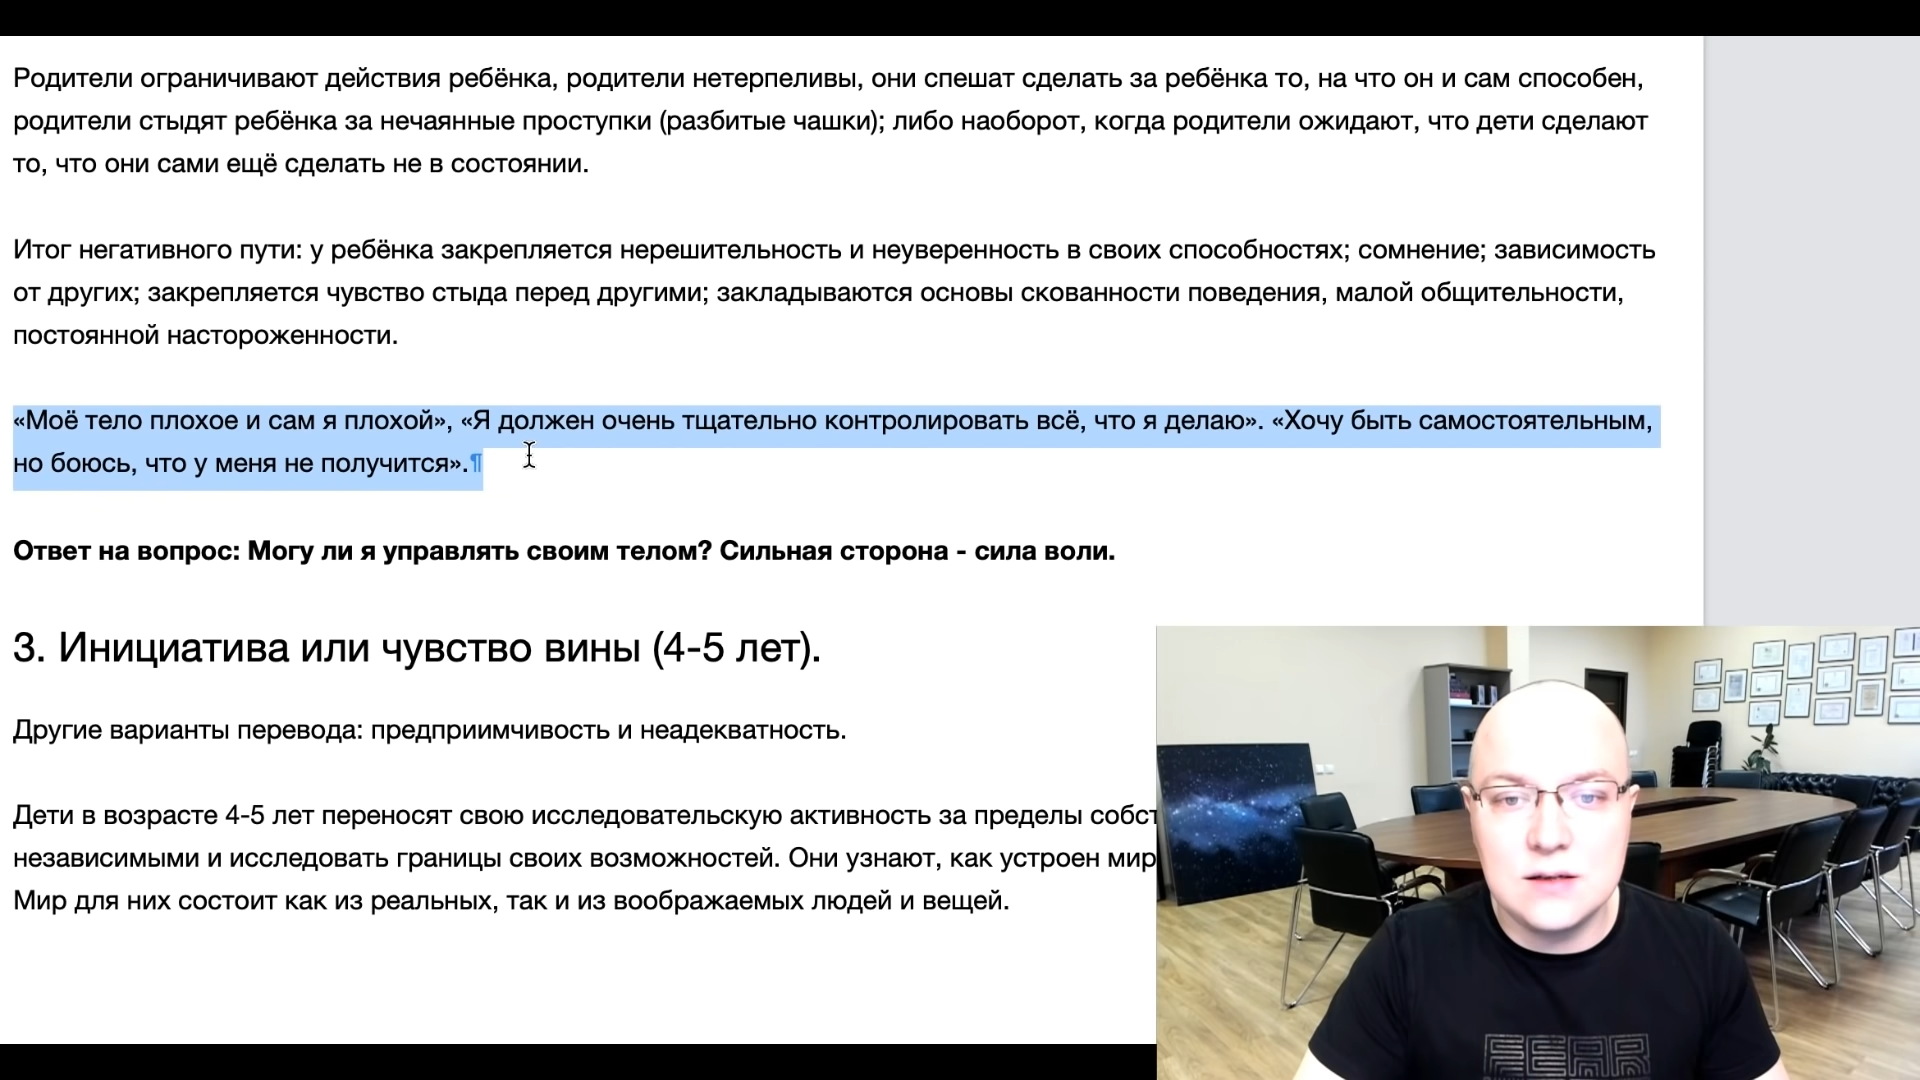 Родители ограничивают действия ребёнка, родители нетерпеливы, они спешат сделать за ребёнка то, на что он и сам способен,
родители стыдят ребёнка за нечаянные проступки (разбитые чашки); либо наоборот, когда родители ожидают, что дети сделают
то, что они сами ещё сделать не в состоянии.
Итог негативного пути: у ребёнка закрепляется нерешительность и неуверенность в своих способностях; сомнение; зависимость
от других; закрепляется чувство стыда перед другими; закладываются основы скованности поведения, малой общительности,
постоянной настороженности.
«Моё тело плохое и сам я плохой», «Я должен очень тщательно контролировать всё, что я делаю». «Хочу быть самостоятельным,
но боюсь, что у меня не получится».¶
Ответ на вопрос: Могу ли я управлять своим телом? Сильная сторона - сила воли.
3. Инициатива или чувство вины (4-5 лет).
Другие варианты перевода: предприимчивость и неадекватность.
Дети в возрасте 4-5 лет переносят свою исследовательскую активность за пределы собст
независимыми и исследовать границы своих возможностей. Они узнают, как устроен мир
Мир для них состоит как из реальных, так и из воображаемых людей и вещей.
FEAR